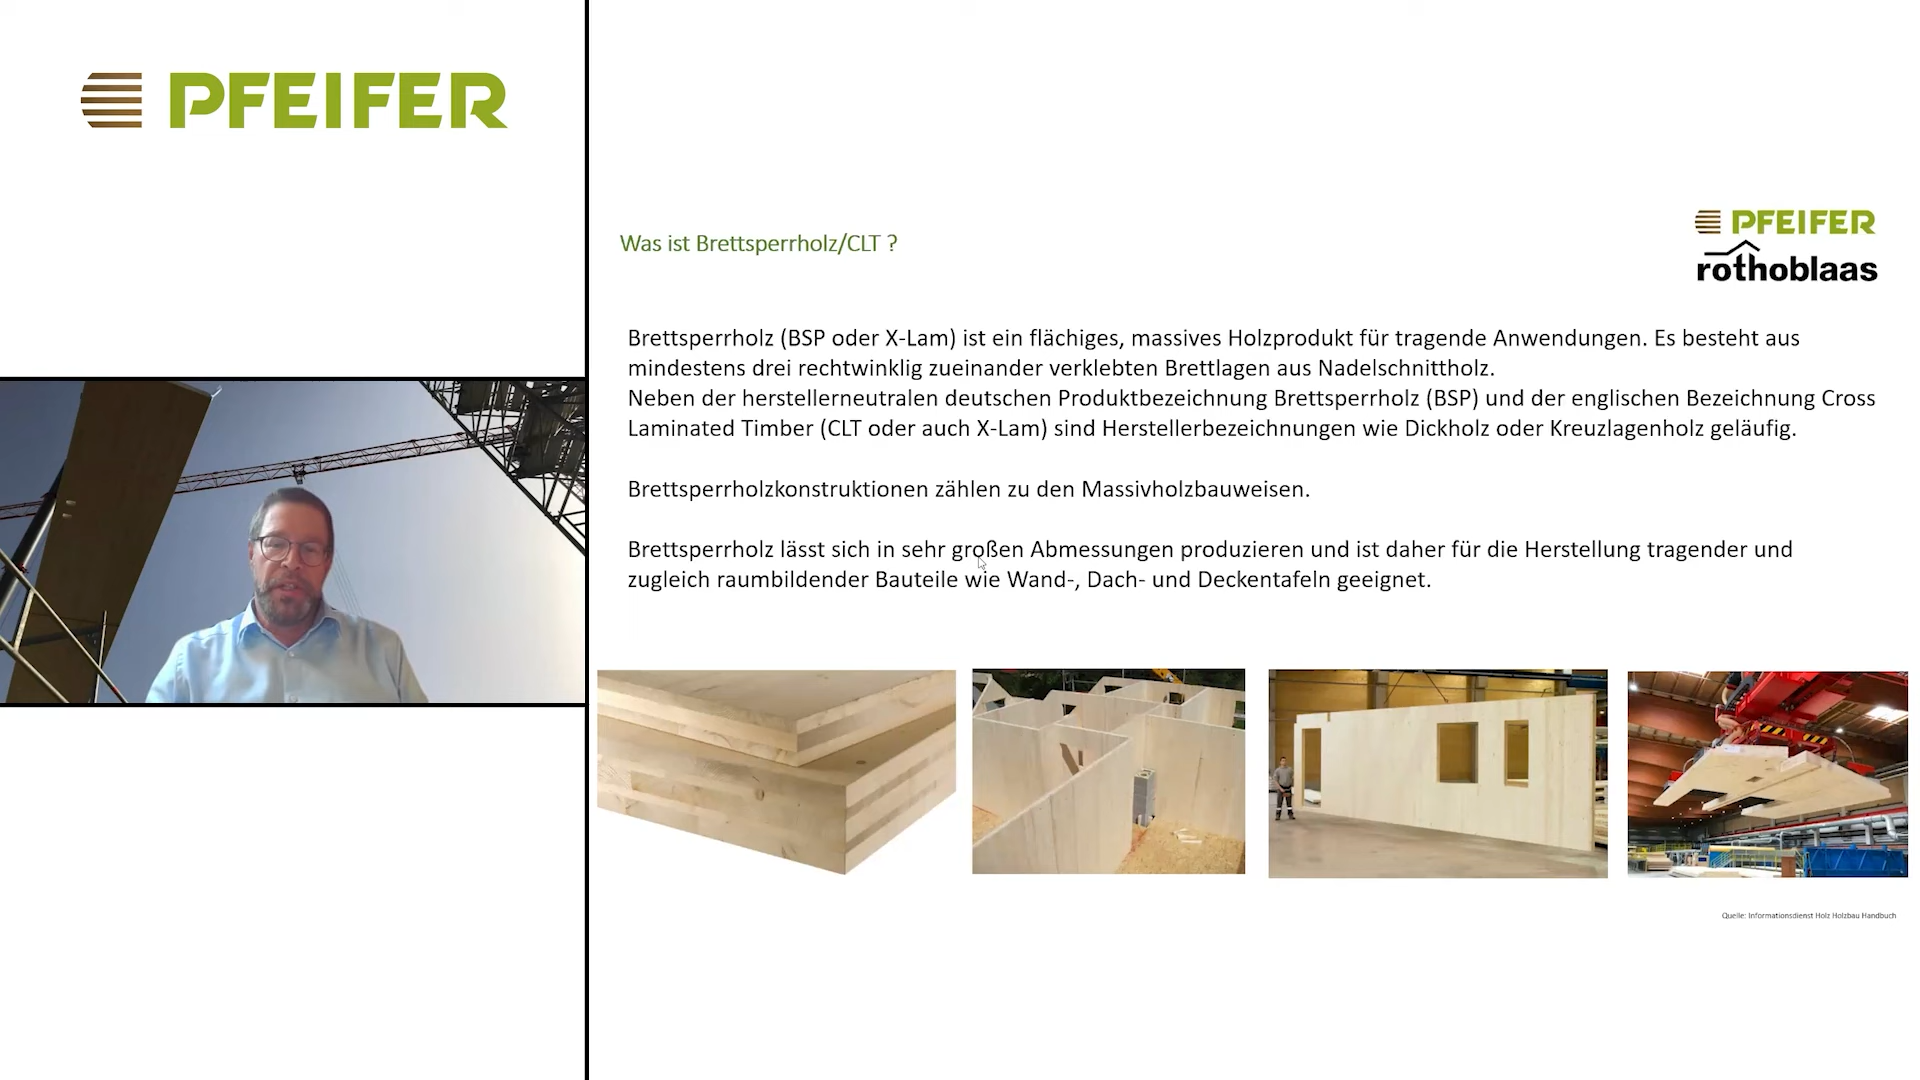 PFEIFER
PFEIFER
rothoblaas
Was ist Brettsperrholz/CLT ?
Brettsperrholz (BSP oder X-Lam) ist ein flächiges, massives Holzprodukt für tragende Anwendungen. Es besteht aus
mindestens drei rechtwinklig zueinander verklebten Brettlagen aus Nadelschnittholz.
Neben der herstellerneutralen deutschen Produktbezeichnung Brettsperrholz (BSP) und der englischen Bezeichnung Cross
Laminated Timber (CLT oder auch X-Lam) sind Herstellerbezeichnungen wie Dickholz oder Kreuzlagenholz geläufig.
Brettsperrholzkonstruktionen zählen zu den Massivholzbauweisen.
Brettsperrholz lässt sich in sehr großen Abmessungen produzieren und ist daher für die Herstellung tragender und
zugleich raumbildender Bauteile wie Wand-, Dach- und Deckentafeln geeignet.
Quelle: Informationsdienst Holz Holzbau Handbuch